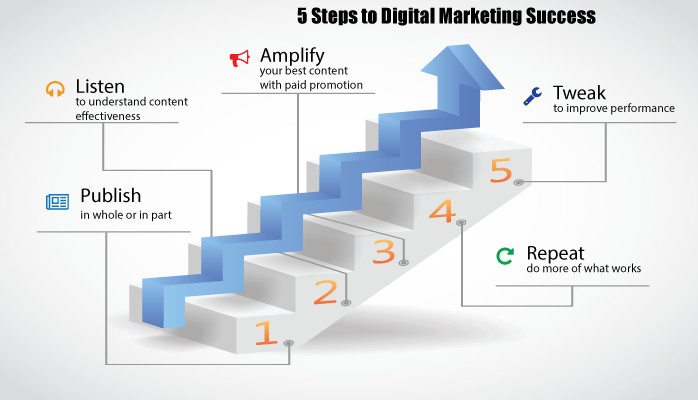 5 Steps to Digital Marketing Success
Amplify
your best content
with paid promotion
Listen
to understand content
effectiveness
Tweak
to improve performance
Publish
in whole or in part
Repeat
do more of what works
1
2
3
4
5